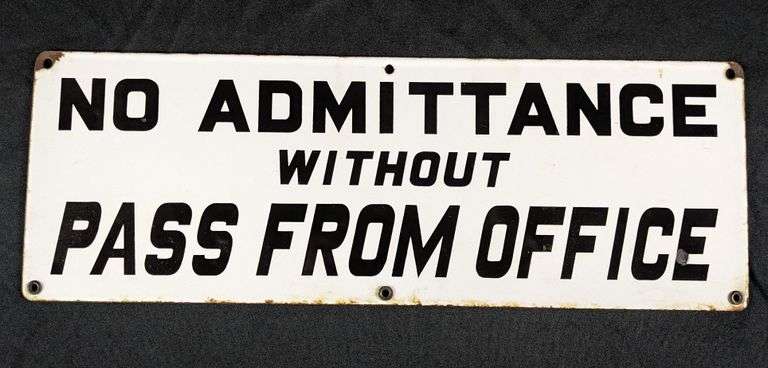 NO ADMITTANCE
WITHOUT
PASS FROM OFFICE